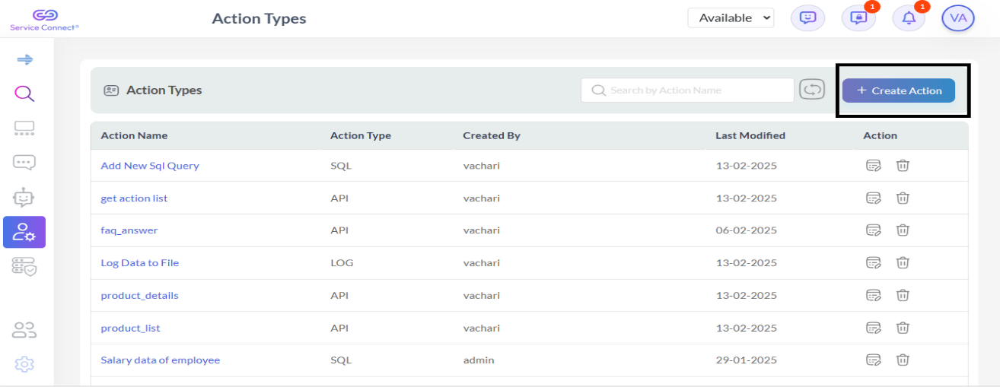 Service Connect®
Action Types
Available
1
1
VA
Action Types
Search by Action Name
+ Create Action
Action Name Action Type Created By Last Modified Action
Add New Sql Query SQL vachari 13-02-2025
get action list API vachari 13-02-2025
faq_answer API vachari 06-02-2025
Log Data to File LOG vachari 13-02-2025
product_details API vachari 13-02-2025
product_list API vachari 13-02-2025
Salary data of employee SQL admin 29-01-2025